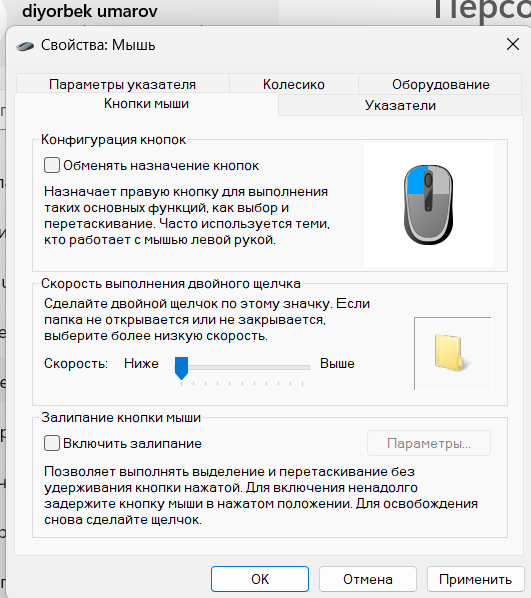 diyorbek umarov
Персо
Свойства: Мышь
Параметры указателя Колесико Оборудование
Кнопки мыши Указатели
Конфигурация кнопок
Обменять назначение кнопок
Назначает правую кнопку для выполнения
таких основных функций, как выбор и
перетаскивание. Часто используется теми,
кто работает с мышью левой рукой.
Скорость выполнения двойного щелчка
Сделайте двойной щелчок по этому значку. Если
папка не открывается или не закрывается,
выберите более низкую скорость.
Скорость: Ниже Выше
Залипание кнопки мыши
Включить залипание Параметры...
Позволяет выполнять выделение и перетаскивание без
удерживания кнопки нажатой. Для включения ненадолго
задержите кнопку мыши в нажатом положении. Для освобождения
снова сделайте щелчок.
OK Отмена Применить